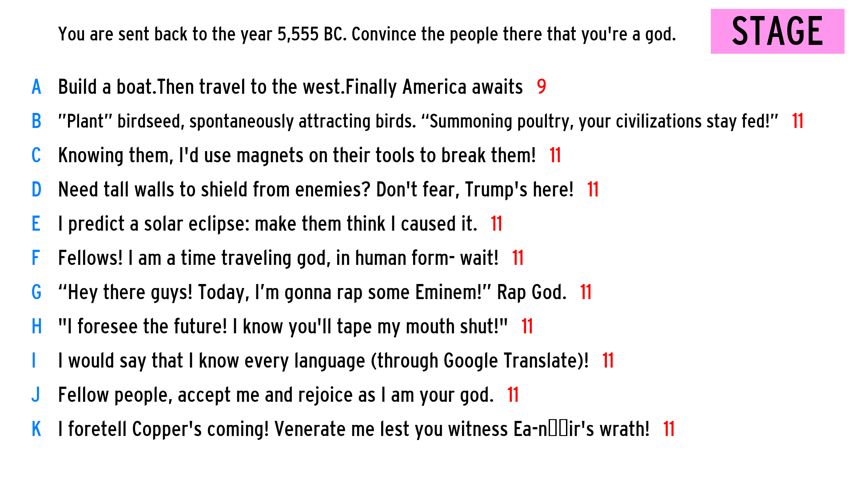 You are sent back to the year 5,555 BC. Convince the people there that you're a god. STAGE
A Build a boat.Then travel to the west.Finally America awaits 9
B ”Plant” birdseed, spontaneously attracting birds. “Summoning poultry, your civilizations stay fed!” 11
C Knowing them, I'd use magnets on their tools to break them! 11
D Need tall walls to shield from enemies? Don't fear, Trump's here! 11
E I predict a solar eclipse: make them think I caused it. 11
F Fellows! I am a time traveling god, in human form- wait! 11
G “Hey there guys! Today, I’m gonna rap some Eminem!” Rap God. 11
H "I foresee the future! I know you'll tape my mouth shut!" 11
I I would say that I know every language (through Google Translate)! 11
J Fellow people, accept me and rejoice as I am your god. 11
K I foretell Copper's coming! Venerate me lest you witness Ea-n▯▯ir's wrath! 11